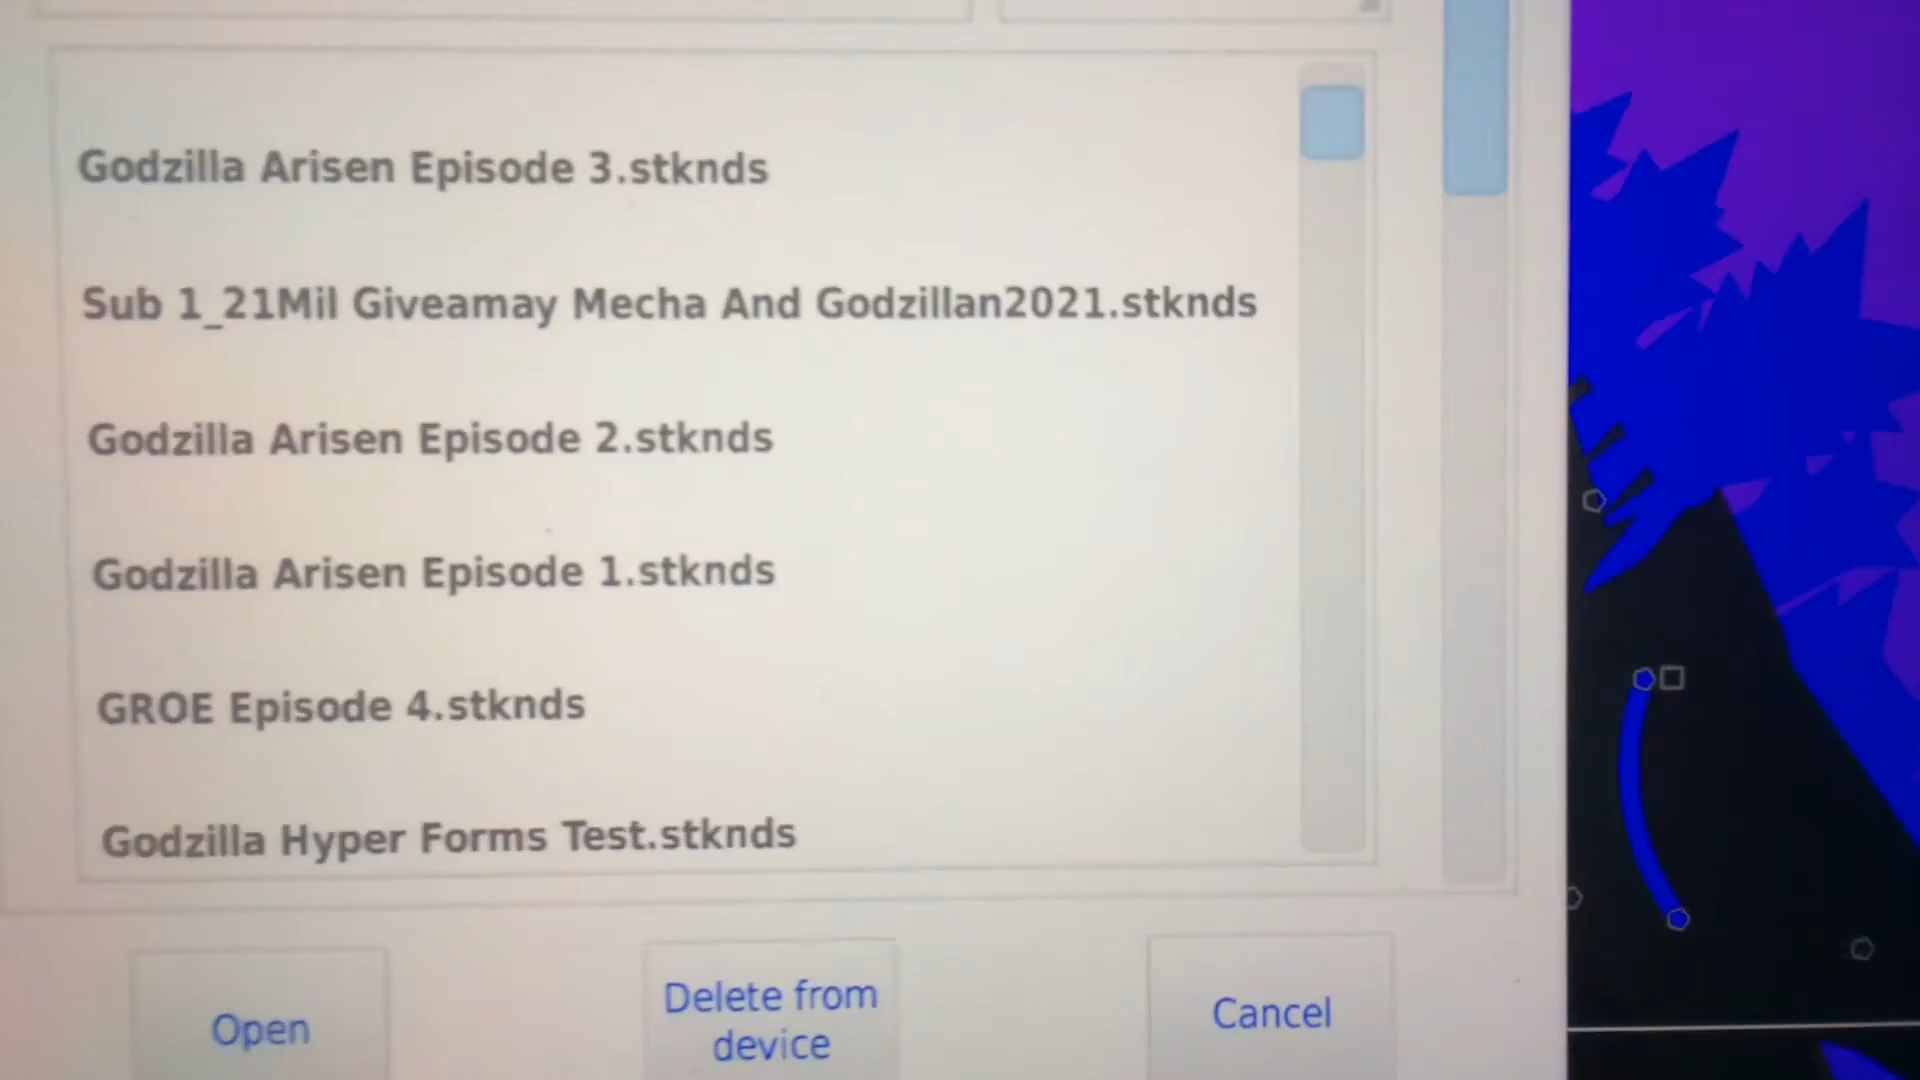 Godzilla Arisen Episode 3.stknds
Sub 1_21Mil Giveamay Mecha And Godzillan2021.stknds
Godzilla Arisen Episode 2.stknds
Godzilla Arisen Episode 1.stknds
GROE Episode 4.stknds
Godzilla Hyper Forms Test.stknds
Open
Delete from
device
Cancel